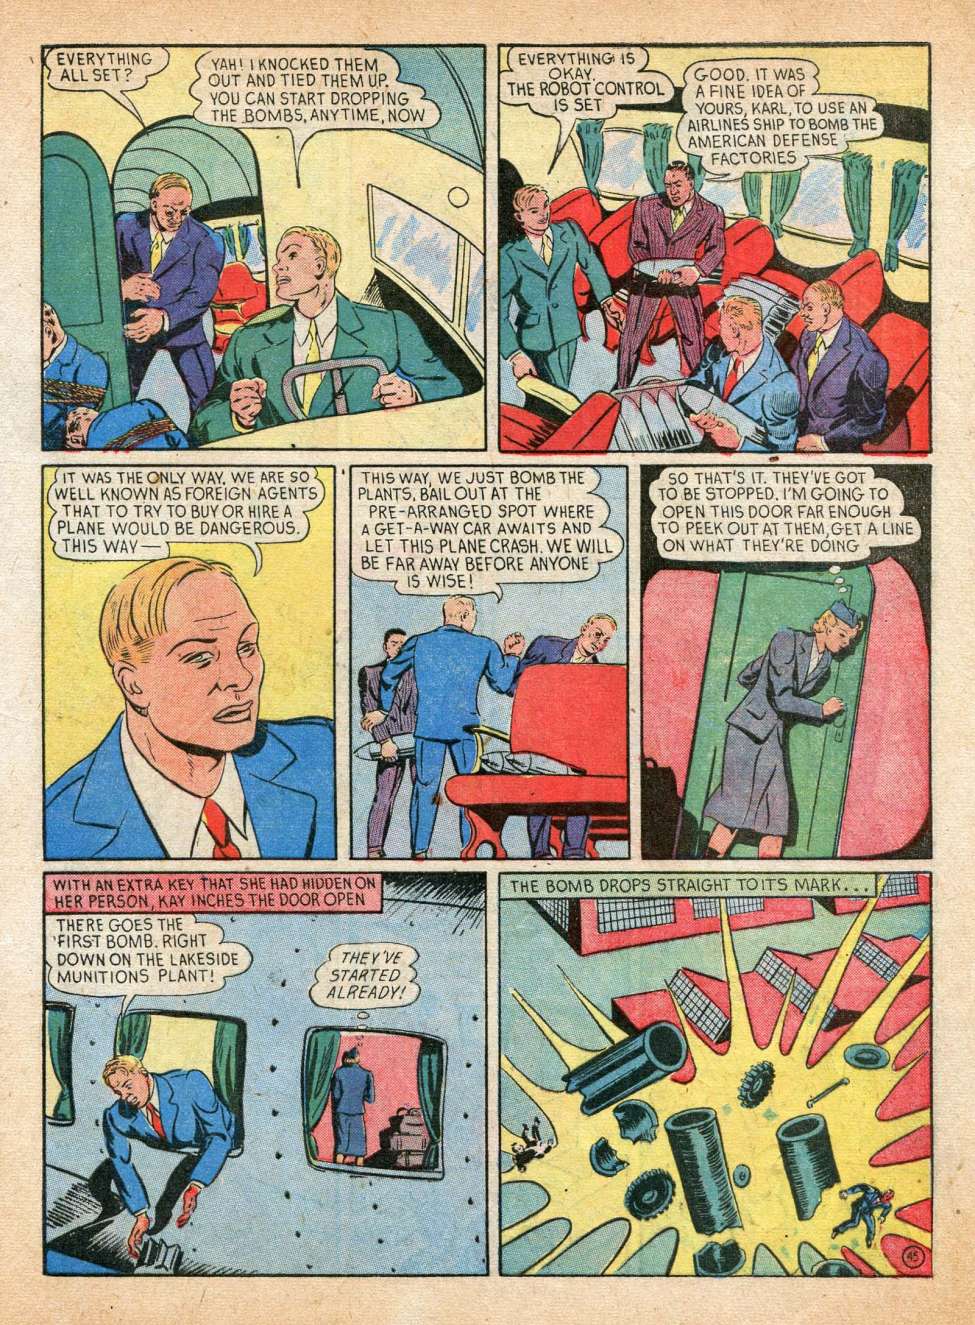 EVERYTHING
ALL SET?
YAH! I KNOCKED THEM
OUT AND TIED THEM UP.
YOU CAN START DROPPING
THE BOMBS, ANYTIME, NOW
EVERYTHING IS
OKAY.
THE ROBOT CONTROL
IS SET
GOOD. IT WAS
A FINE IDEA OF
YOURS, KARL, TO USE AN
AIRLINES SHIP TO BOMB THE
AMERICAN DEFENSE
FACTORIES
IT WAS THE ONLY WAY. WE ARE SO
WELL KNOWN AS FOREIGN AGENTS
THAT TO TRY TO BUY OR HIRE A
PLANE WOULD BE DANGEROUS.
THIS WAY—
THIS WAY, WE JUST BOMB THE
PLANTS, BAIL OUT AT THE
PRE-ARRANGED SPOT WHERE
A GET-A-WAY CAR AWAITS AND
LET THIS PLANE CRASH. WE WILL
BE FAR AWAY BEFORE ANYONE
IS WISE!
SO THAT'S IT. THEY'VE GOT
TO BE STOPPED. I'M GOING TO
OPEN THIS DOOR FAR ENOUGH
TO PEEK OUT AT THEM, GET A LINE
ON WHAT THEY'RE DOING
WITH AN EXTRA KEY THAT SHE HAD HIDDEN ON
HER PERSON, KAY INCHES THE DOOR OPEN
THERE GOES THE
FIRST BOMB. RIGHT
DOWN ON THE LAKESIDE
MUNITIONS PLANT!
THEY'VE
STARTED
ALREADY!
THE BOMB DROPS STRAIGHT TO ITS MARK...
45